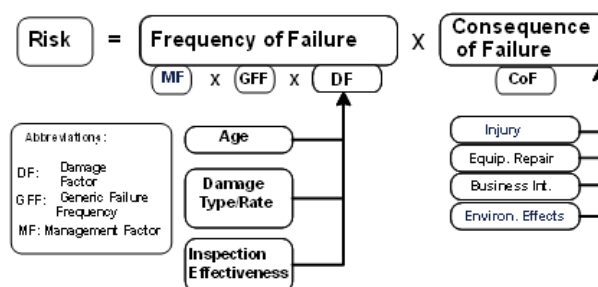 Risk = Frequency of Failure X Consequence
of Failure
MF X GFF X DF
CoF
Abbreviations:
DF: Damage
Factor
GFF: Generic Failure
Frequency
MF: Management Factor
Age
Damage
Type/Rate
Inspection
Effectiveness
Injury
Equip. Repair
Business Int.
Environ. Effects